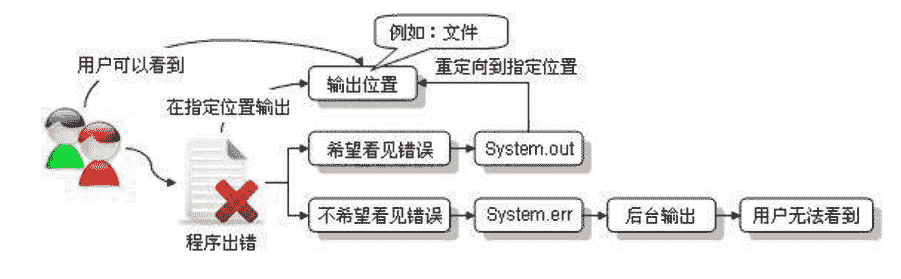 例如：文件
用户可以看到
输出位置
重定向到指定位置
在指定位置输出
希望看见错误
System.out
不希望看见错误
System.err
后台输出
用户无法看到
程序出错